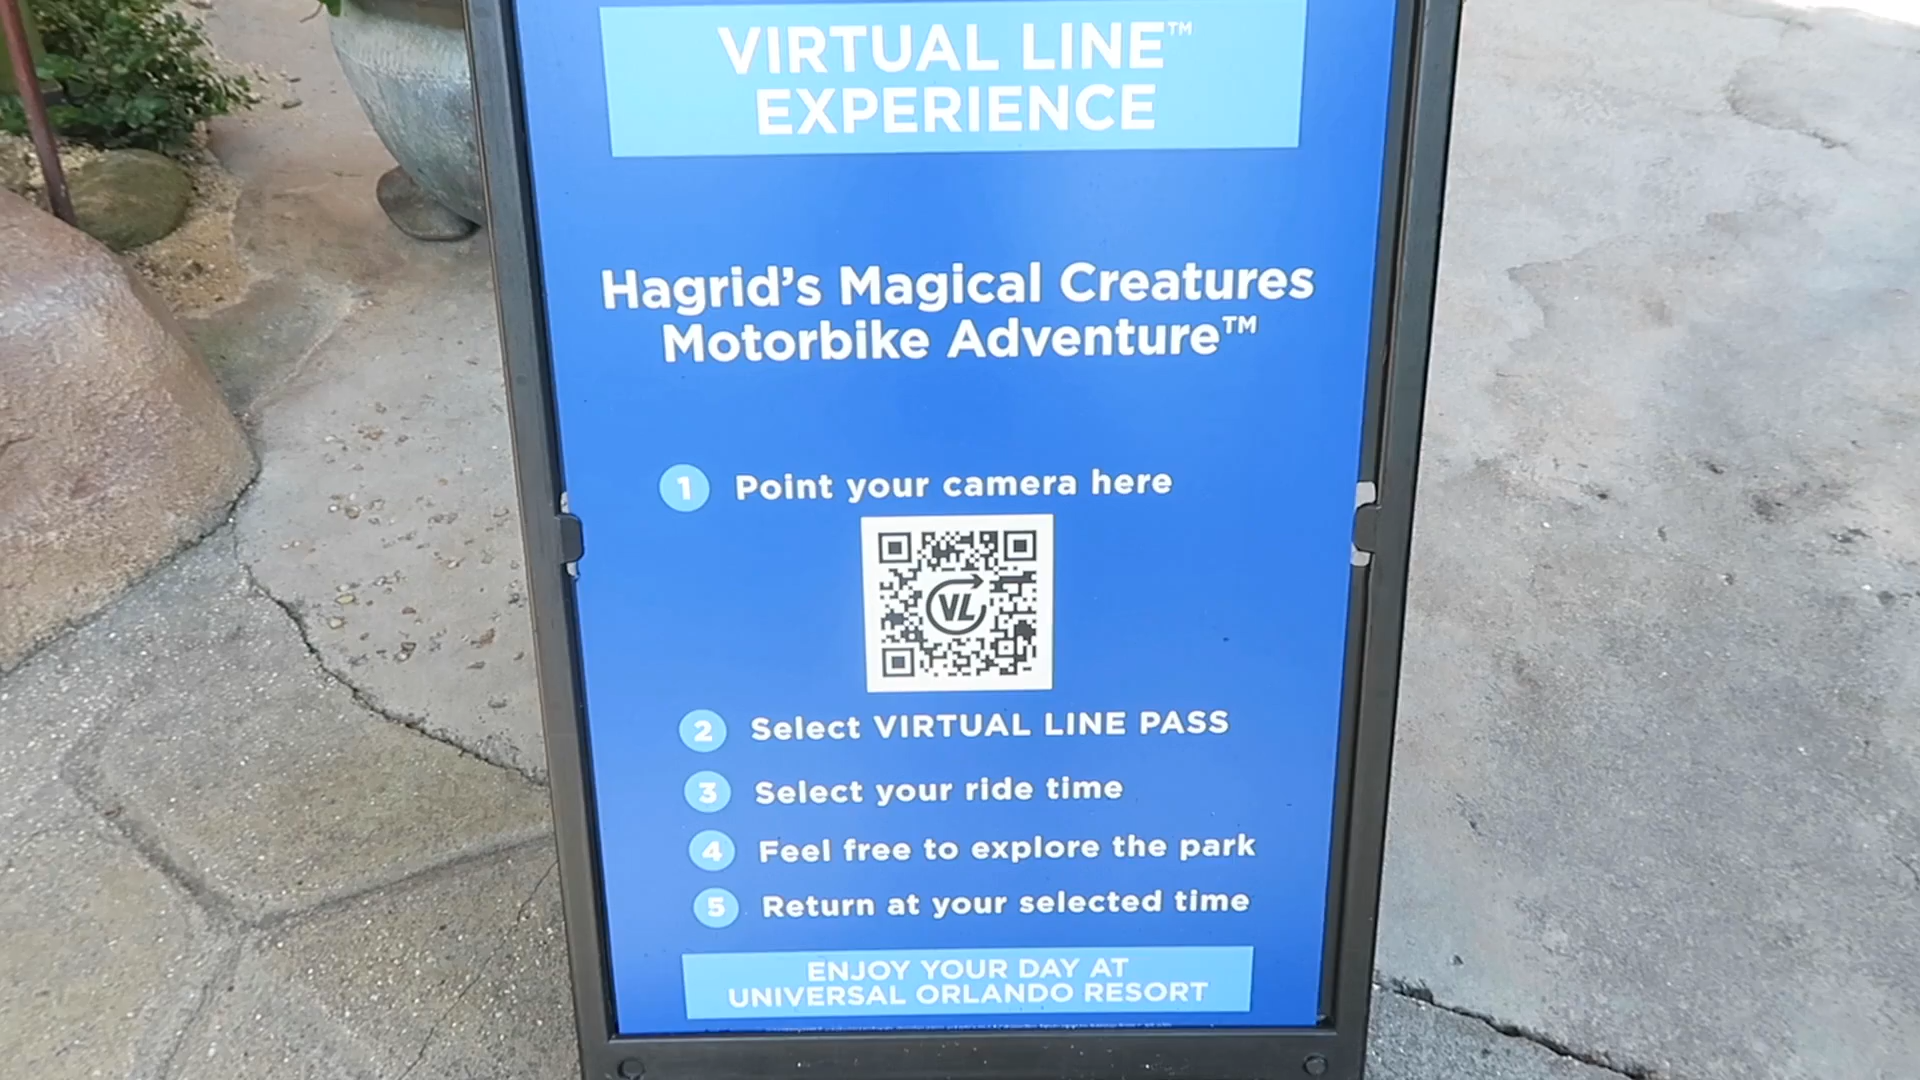 VIRTUAL LINE™
EXPERIENCE
Hagrid's Magical Creatures
Motorbike Adventure™
1 Point your camera here
VL
2 Select VIRTUAL LINE PASS
3 Select your ride time
4 Feel free to explore the park
5 Return at your selected time
ENJOY YOUR DAY AT
UNIVERSAL ORLANDO RESORT